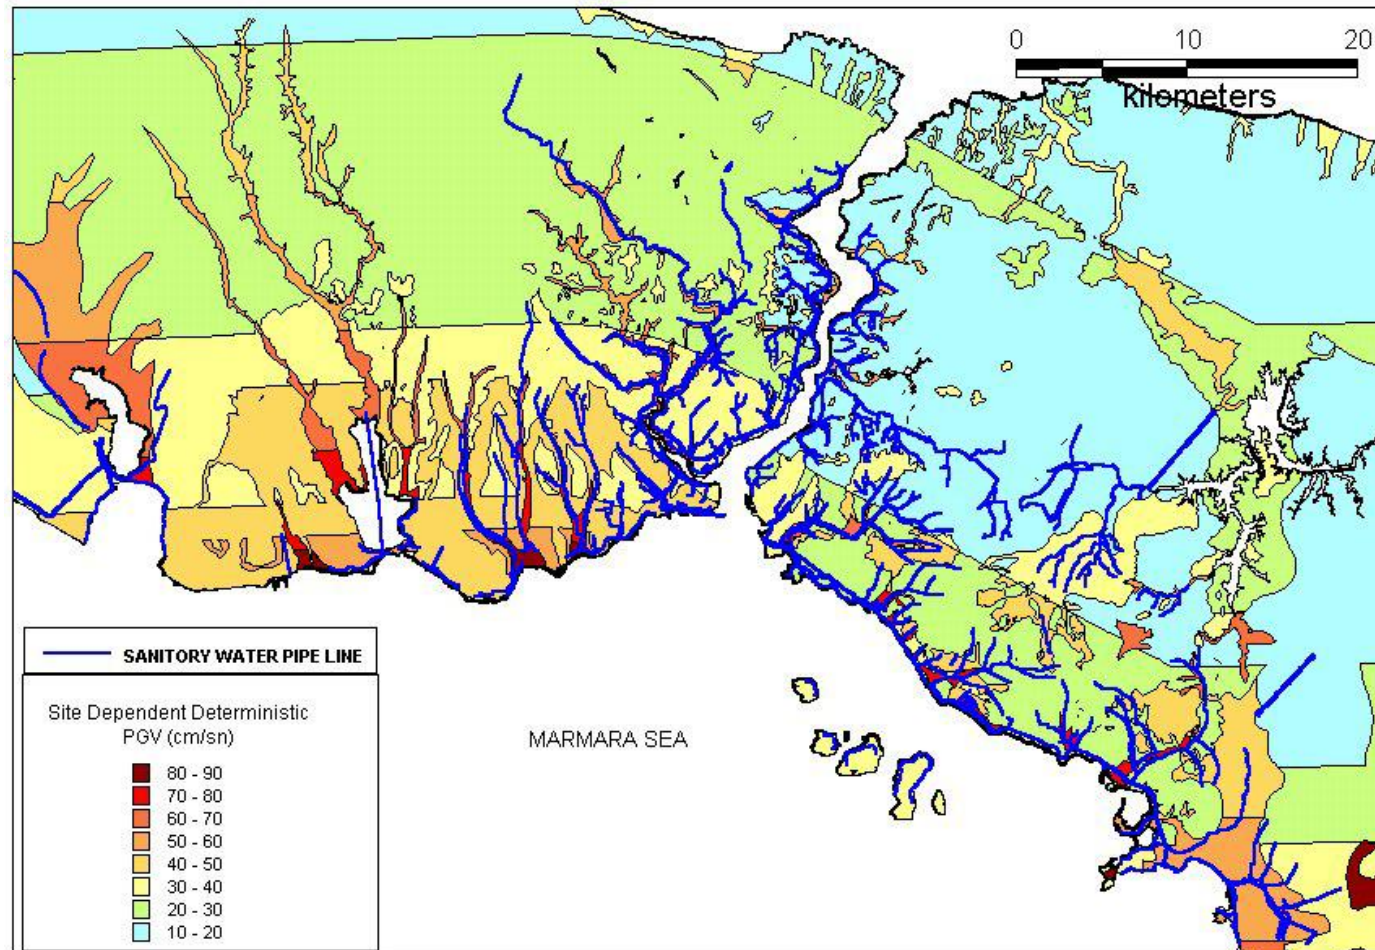 0 10 20
kilometers
SANITORY WATER PIPE LINE
Site Dependent Deterministic
PGV (cm/sn)
80 - 90
70 - 80
60 - 70
50 - 60
40 - 50
30 - 40
20 - 30
10 - 20
MARMARA SEA